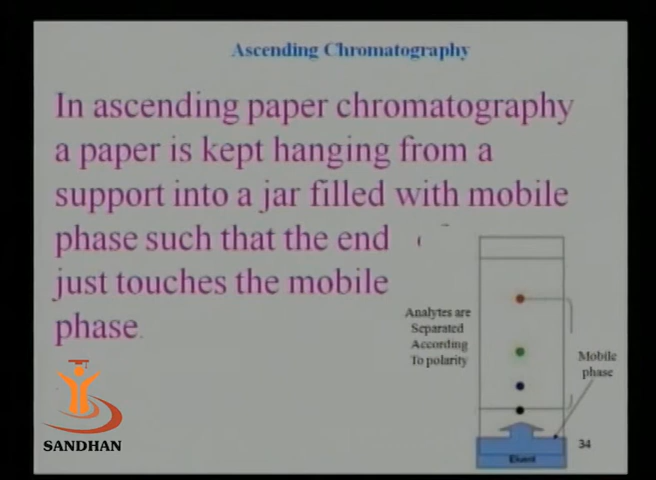 Ascending Chromatography
In ascending paper chromatography
a paper is kept hanging from a
support into a jar filled with mobile
phase such that the end
just touches the mobile
phase.
Analytes are
Separated
According
To polarity
Mobile
phase
Eluent
34
SANDHAN